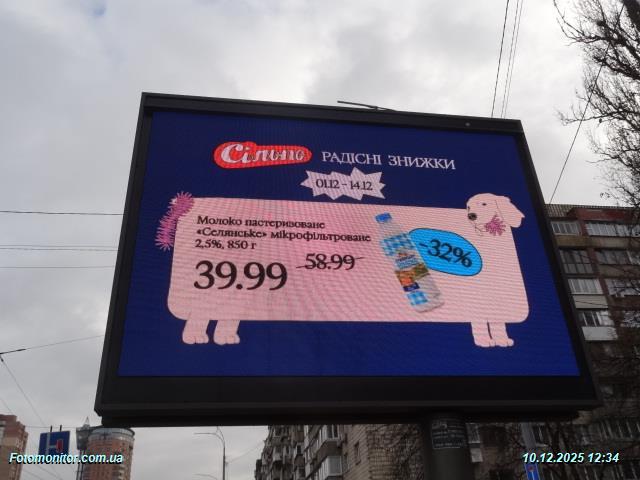 Сільпо РАДІСНІ ЗНИЖКИ
01.12 - 14.12
Молоко пастеризоване
«Селянське» мікрофільтроване
2,5%, 850 г
39.99 58.99
-32%
Fotomonitor.com.ua
10.12.2025 12:34